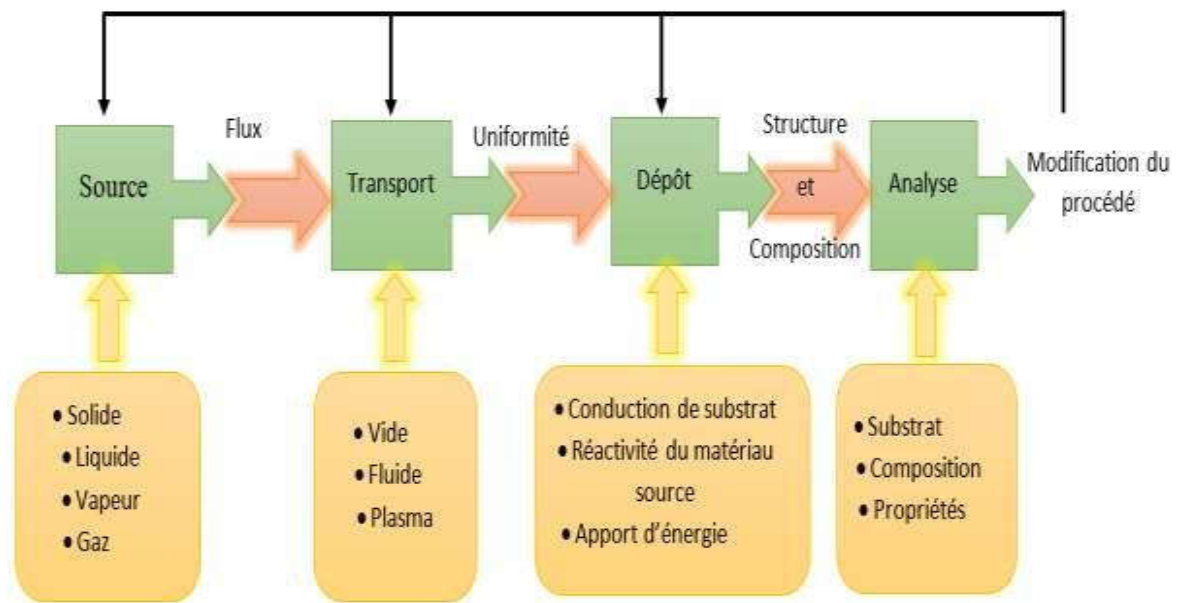 Flux
Uniformité
Structure
et
Composition
Source
Transport
Dépôt
Analyse
Modification du
procédé
• Solide
• Liquide
• Vapeur
• Gaz
• Vide
• Fluide
• Plasma
• Conduction de substrat
• Réactivité du matériau
source
• Apport d'énergie
• Substrat
• Composition
• Propriétés